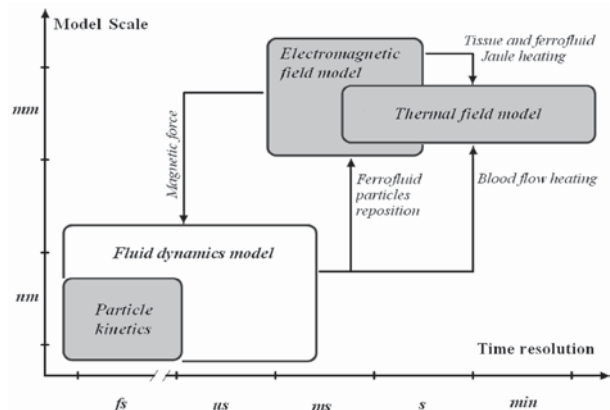 Model Scale
Electromagnetic
field model
Tissue and ferrofluid
Jaule heating
mm
Thermal field model
Magnetic force
Ferrofluid
particles
reposition
Blood flow heating
Fluid dynamics model
nm
Particle
kinetics
Time resolution
fs
us
ms
s
min